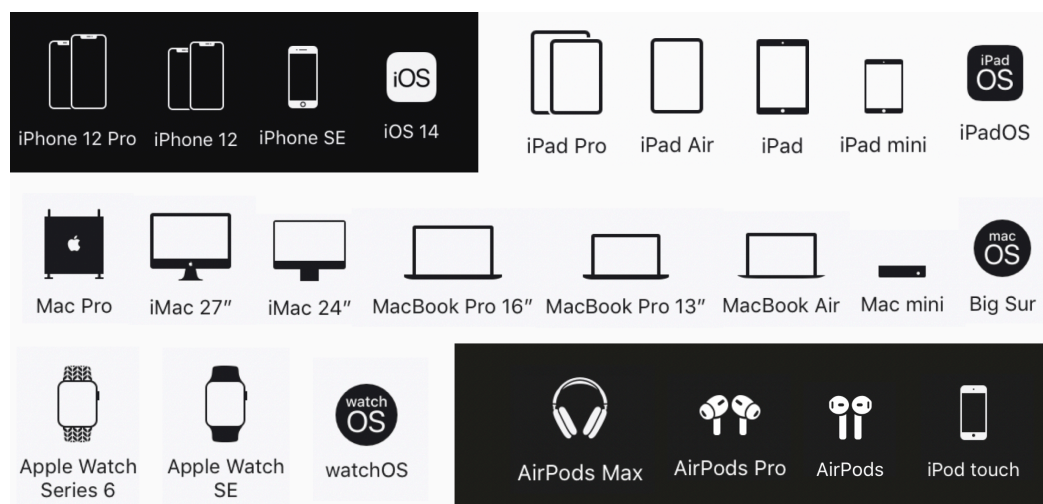 iOS
iPhone 12 Pro
iPhone 12
iPhone SE
iOS 14
iPad
OS
iPad Pro
iPad Air
iPad
iPad mini
iPadOS
mac
OS
Mac Pro
iMac 27”
iMac 24”
MacBook Pro 16”
MacBook Pro 13”
MacBook Air
Mac mini
Big Sur
watch
OS
Apple Watch
Series 6
Apple Watch
SE
watchOS
AirPods Max
AirPods Pro
AirPods
iPod touch